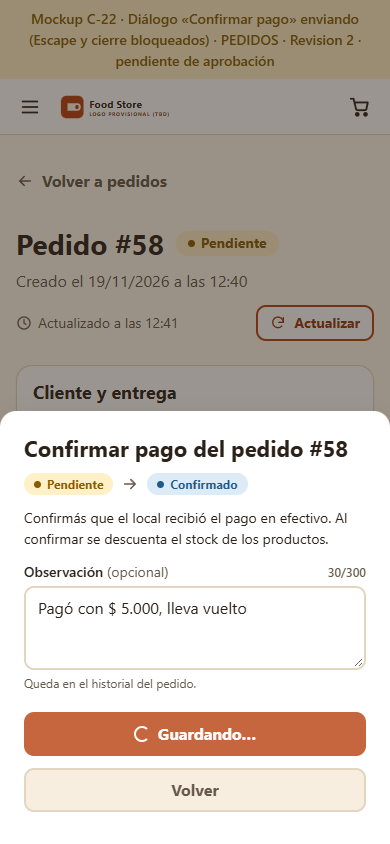 Mockup C-22 · Diálogo «Confirmar pago» enviando
(Escape y cierre bloqueados) · PEDIDOS · Revision 2 ·
pendiente de aprobación
Food Store
LOGO PROVISIONAL (TBD)
Volver a pedidos
Pedido #58
Pendiente
Creado el 19/11/2026 a las 12:40
Actualizado a las 12:41
Actualizar
Cliente y entrega
Confirmar pago del pedido #58
Pendiente → Confirmado
Confirmás que el local recibió el pago en efectivo. Al
confirmar se descuenta el stock de los productos.
Observación (opcional)
30/300
Pagó con $ 5.000, lleva vuelto
Queda en el historial del pedido.
Guardando...
Volver